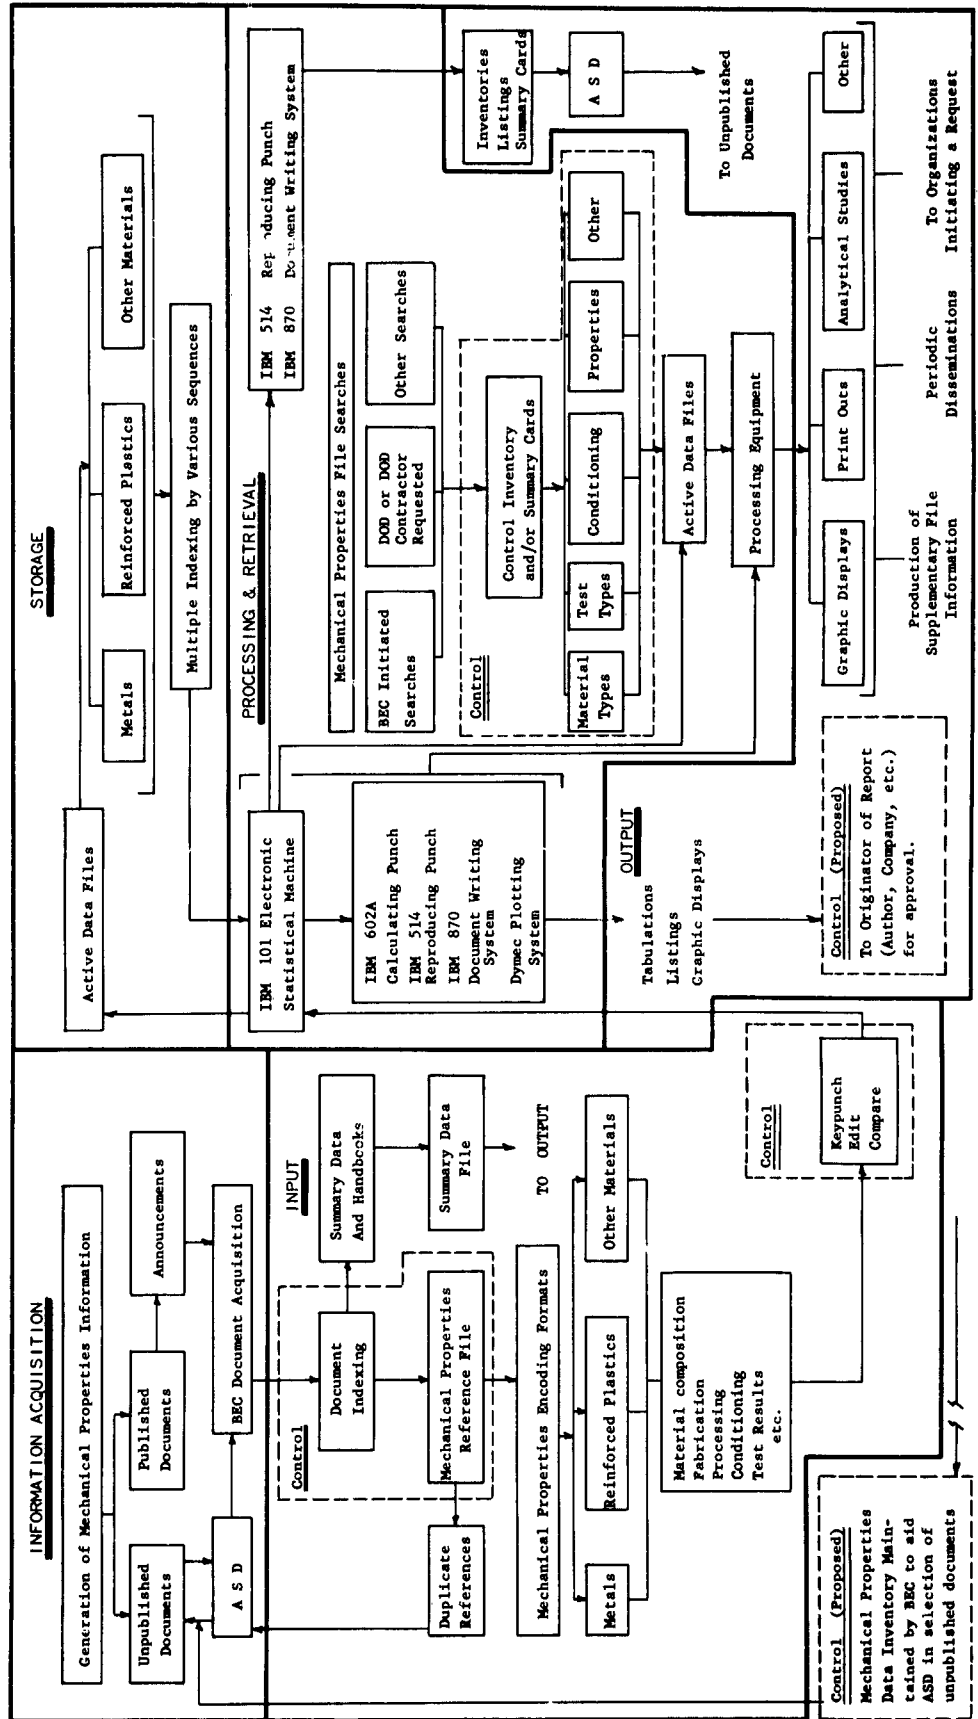 INFORMATION ACQUISITION
Generation of Mechanical Properties Information
Unpublished
Documents
Published
Documents
Announcements
A S D
BEC Document Acquisition
INPUT
Control
Document
Indexing
Summary Data
And Handbooks
Mechanical Properties
Reference File
Summary Data
File
Duplicate
References
TO OUTPUT
Mechanical Properties Encoding Formats
Metals
Reinforced Plastics
Other Materials
Material composition
Fabrication
Processing
Conditioning
Test Results
etc.
Control
Keypunch
Edit
Compare
Control (Proposed)
Mechanical Properties
Data Inventory Main-
tained by BEC to aid
ASD in selection of
unpublished documents
STORAGE
Active Data Files
Metals
Reinforced Plastics
Other Materials
Multiple Indexing by Various Sequences
PROCESSING & RETRIEVAL
IBM 101 Electronic
Statistical Machine
IBM 514 Rep oducing Punch
IBM 870 Do ument Writing System
IBM 602A
Calculating Punch
IBM 514
Reproducing Punch
IBM 870
Document Writing
System
Dymec Plotting
System
Mechanical Properties File Searches
BEC Initiated
Searches
DOD or DOD
Contractor
Requested
Other Searches
Control
Control Inventory
and/or Summary Cards
Material
Types
Test
Types
Conditioning
Properties
Other
Active Data Files
Processing Equipment
Inventories
Listings
Summary Cards
A S D
To Unpublished
Documents
OUTPUT
Tabulations
Listings
Graphic Displays
Control (Proposed)
To Originator of Report
(Author, Company, etc.)
for approval.
Graphic Displays
Print Outs
Analytical Studies
Other
Production of
Supplementary File
Information
Periodic
Disseminations
To Organizations
Initiating a Request